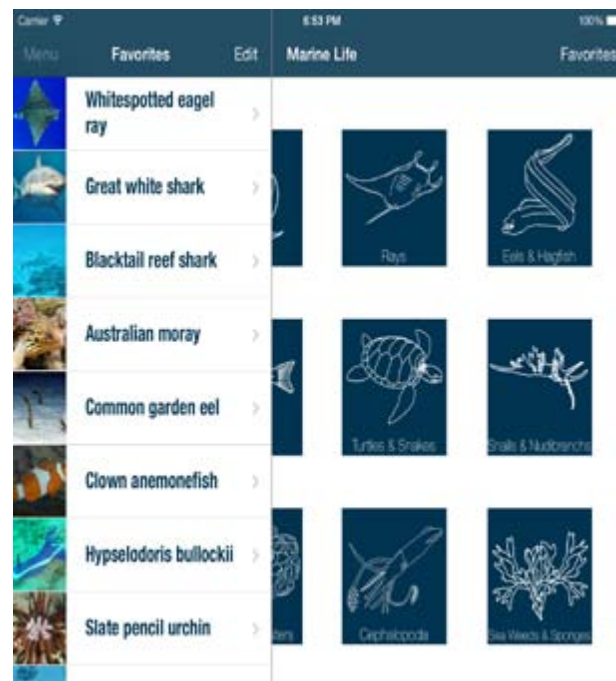 Carrier 6:53 PM 100%
Menu Favorites Edit Marine Life Favorites
Whitespotted eagel
ray
Great white shark
Blacktail reef shark
Australian moray
Common garden eel
Clown anemonefish
Hypselodoris bullockii
Slate pencil urchin
Rays
Eels & Hagfish
Turtles & Snakes
Snails & Nudibranchs
Cephalopoda
Sea Weeds & Sponges